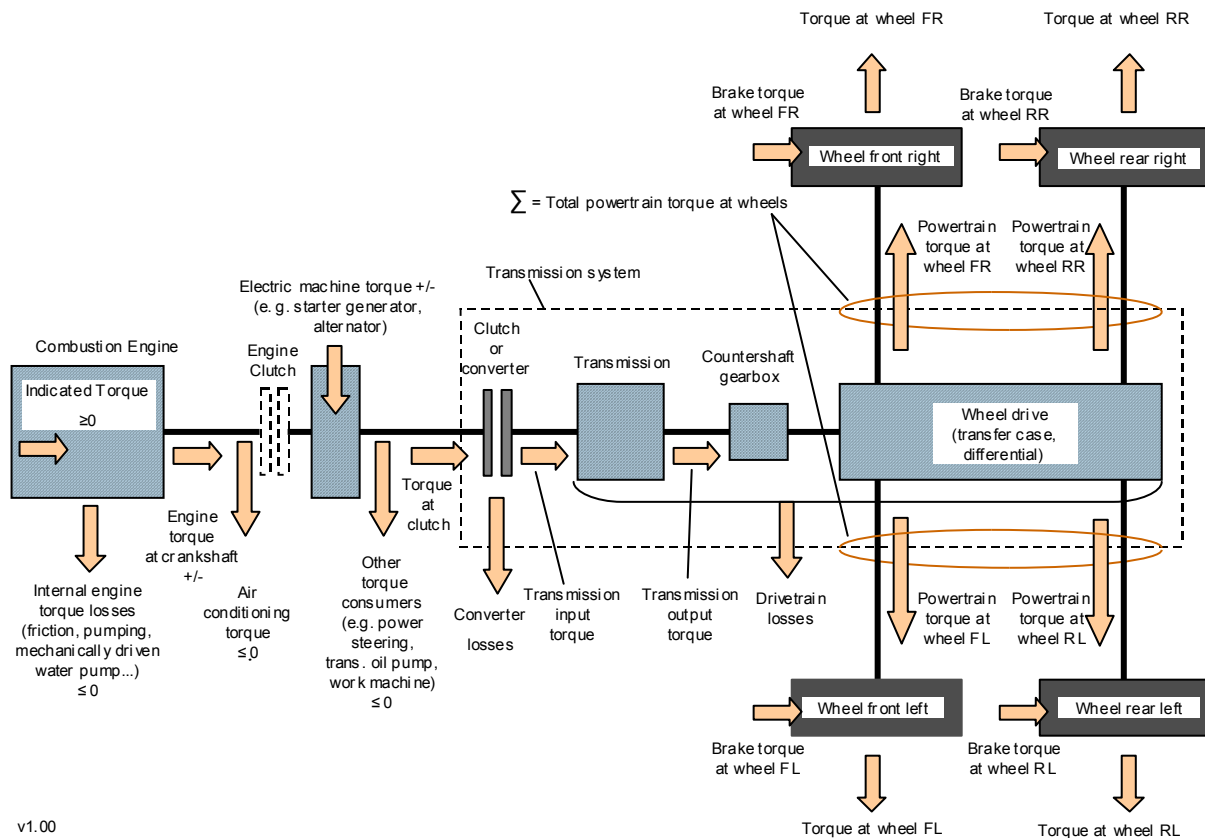 Torque at wheel FR
Torque at wheel RR
Brake torque
at wheel FR
Brake torque
at wheel RR
Wheel front right
Wheel rear right
∑ = Total powertrain torque at wheels
Powertrain
torque at
wheel FR
Powertrain
torque at
wheel RR
Transmission system
Electric machine torque +/-
(e. g. starter generator,
alternator)
Combustion Engine
Engine
Clutch
Clutch
or
converter
Transmission
Countershaft
gearbox
Indicated Torque
≥0
Wheel drive
(transfer case,
differential)
Torque
at
clutch
Engine
torque
at crankshaft
+/-
Internal engine
torque losses
(friction, pumping,
mechanically driven
water pump...)
≤ 0
Air
conditioning
torque
≤ 0
Other
torque
consumers
(e.g. power
steering,
trans. oil pump,
work machine)
≤ 0
Converter
losses
Transmission
input
torque
Transmission
output
torque
Drivetrain
losses
Powertrain
torque at
wheel FL
Powertrain
torque at
wheel RL
Wheel front left
Wheel rear left
Brake torque
at wheel FL
Brake torque
at wheel RL
Torque at wheel FL
Torque at wheel RL
v1.00